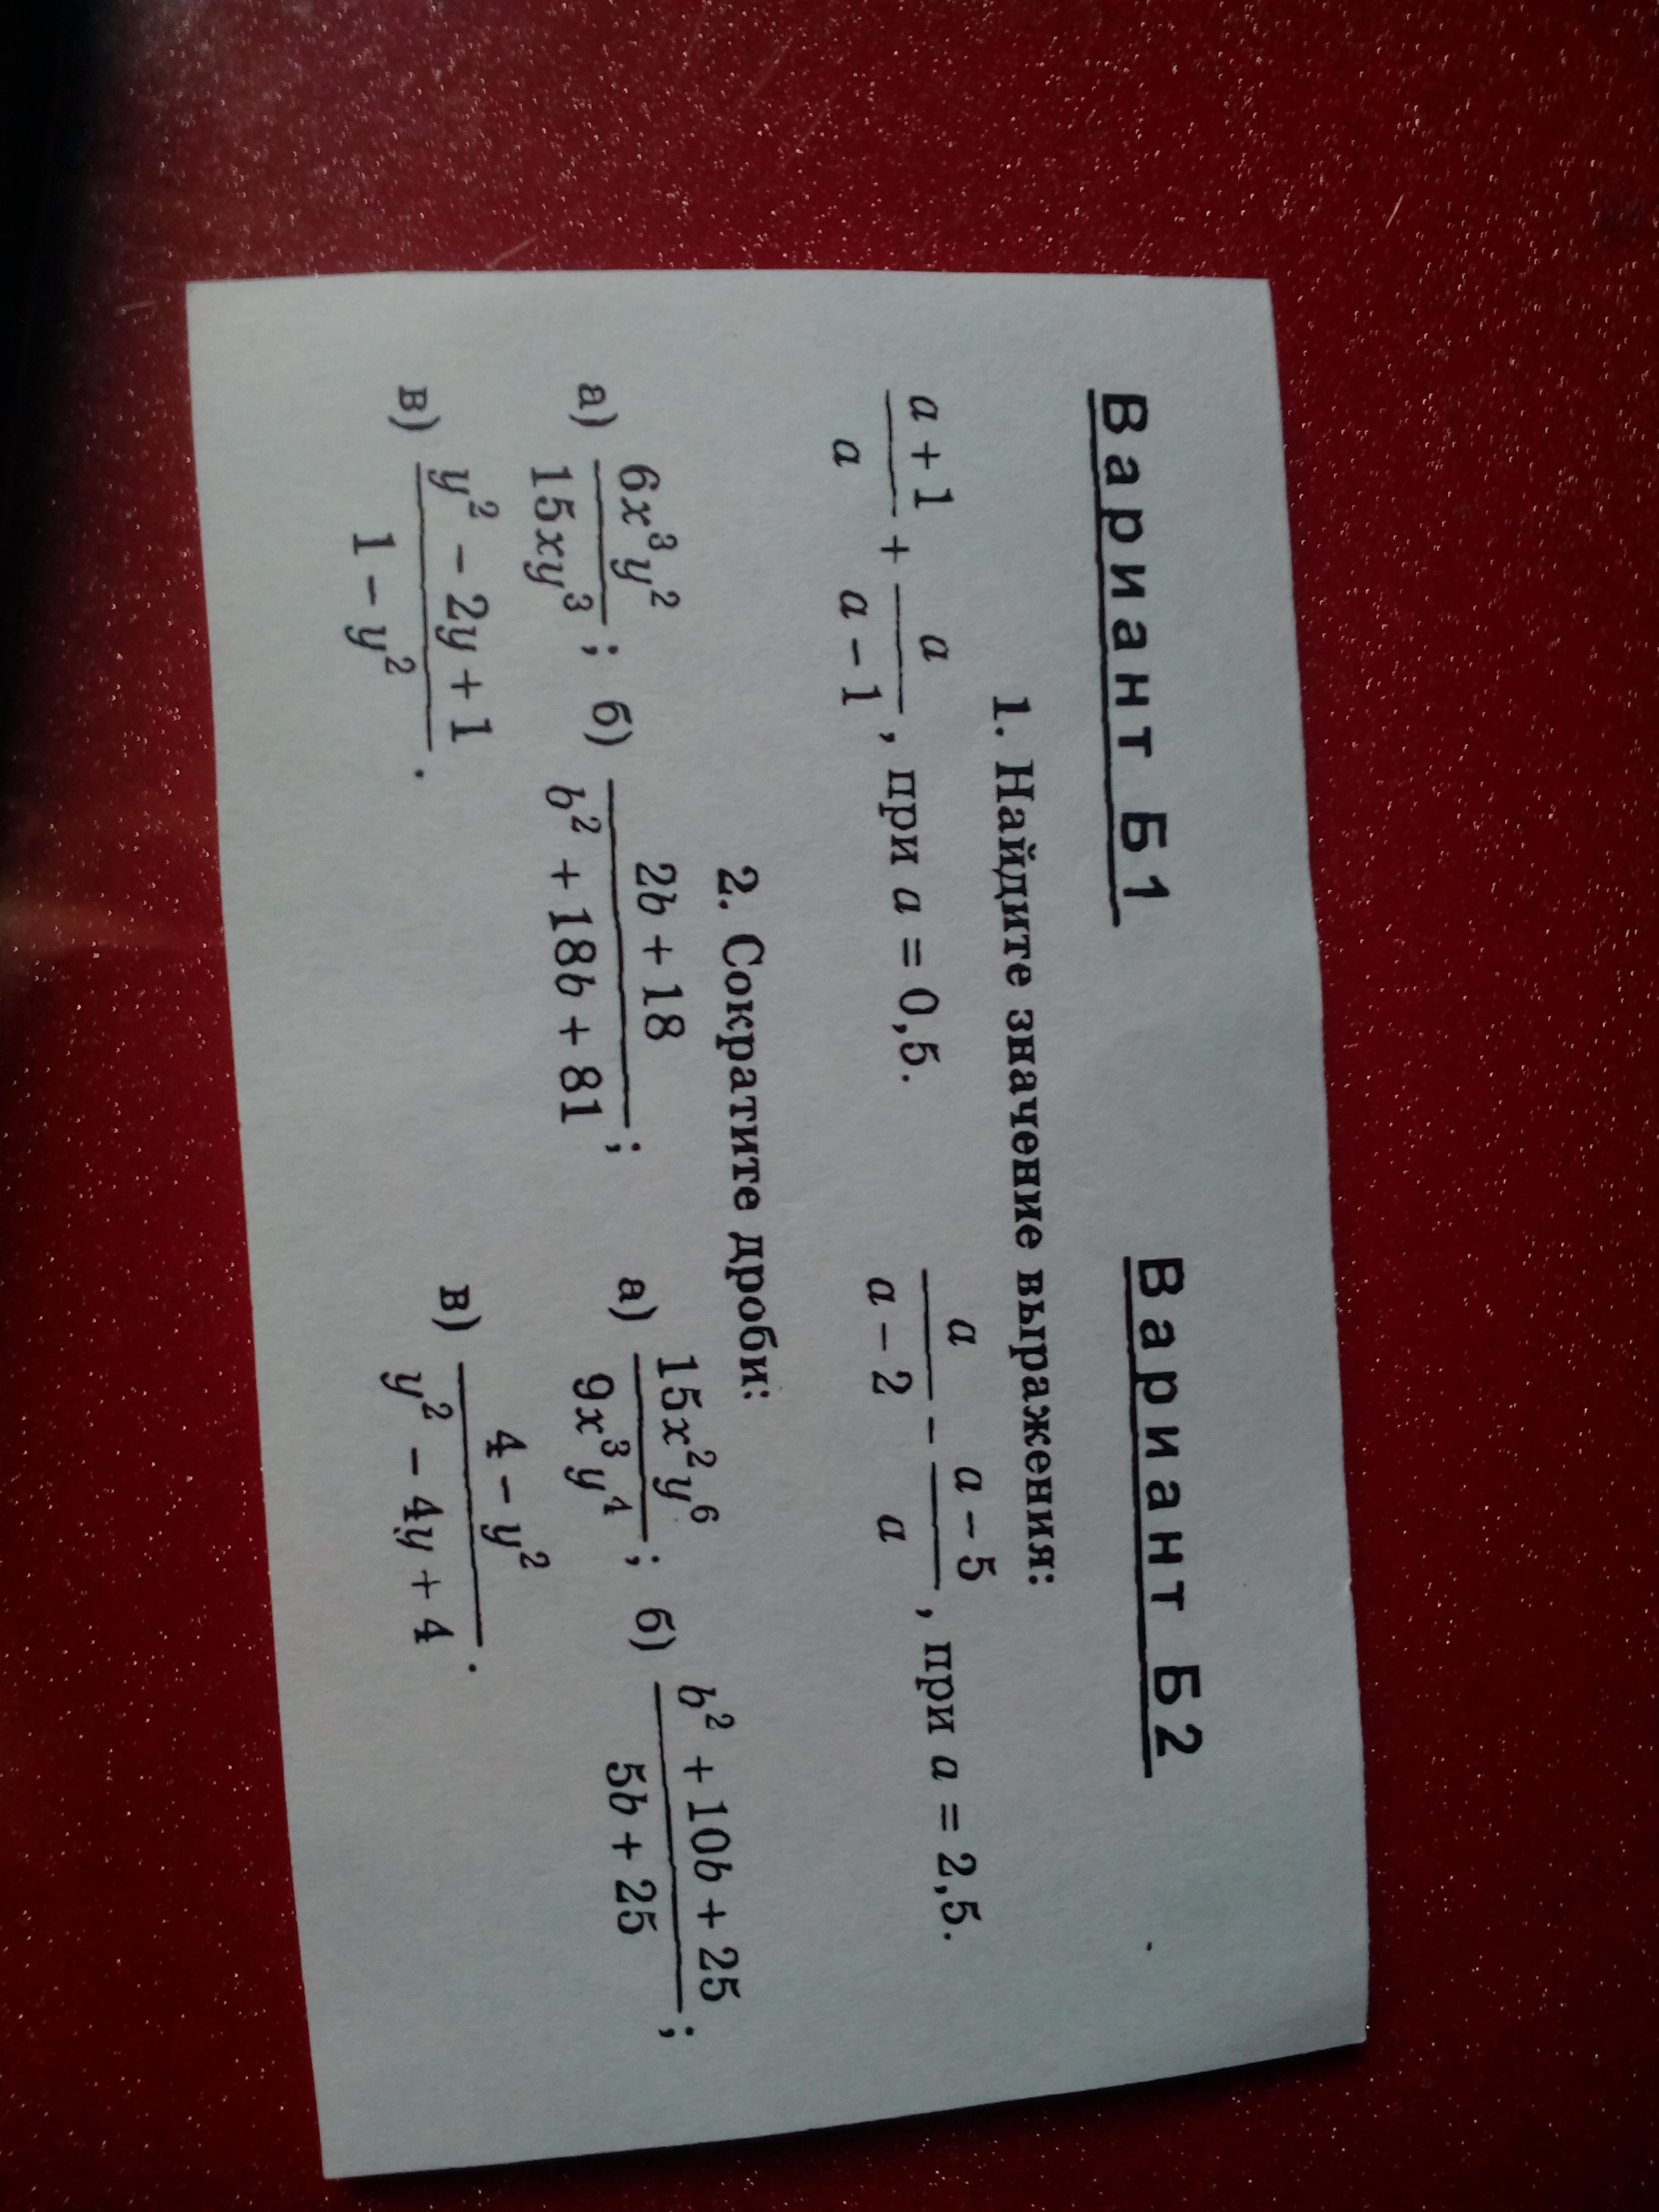 Вариант Б1 Вариант Б2
1. Найдите значение выражения:
(a + 1)/a + a/(a − 1), при a = 0,5. a/(a − 2) − (a − 5)/a, при a = 2,5.
2. Сократите дроби:
а) 6x³y²/15xy³; б) (2b + 18)/(b² + 18b + 81); а) 15x²y⁶/9x³y⁴; б) (b² + 10b + 25)/(5b + 25);
в) (y² − 2y + 1)/(1 − y²). в) (4 − y²)/(y² − 4y + 4).